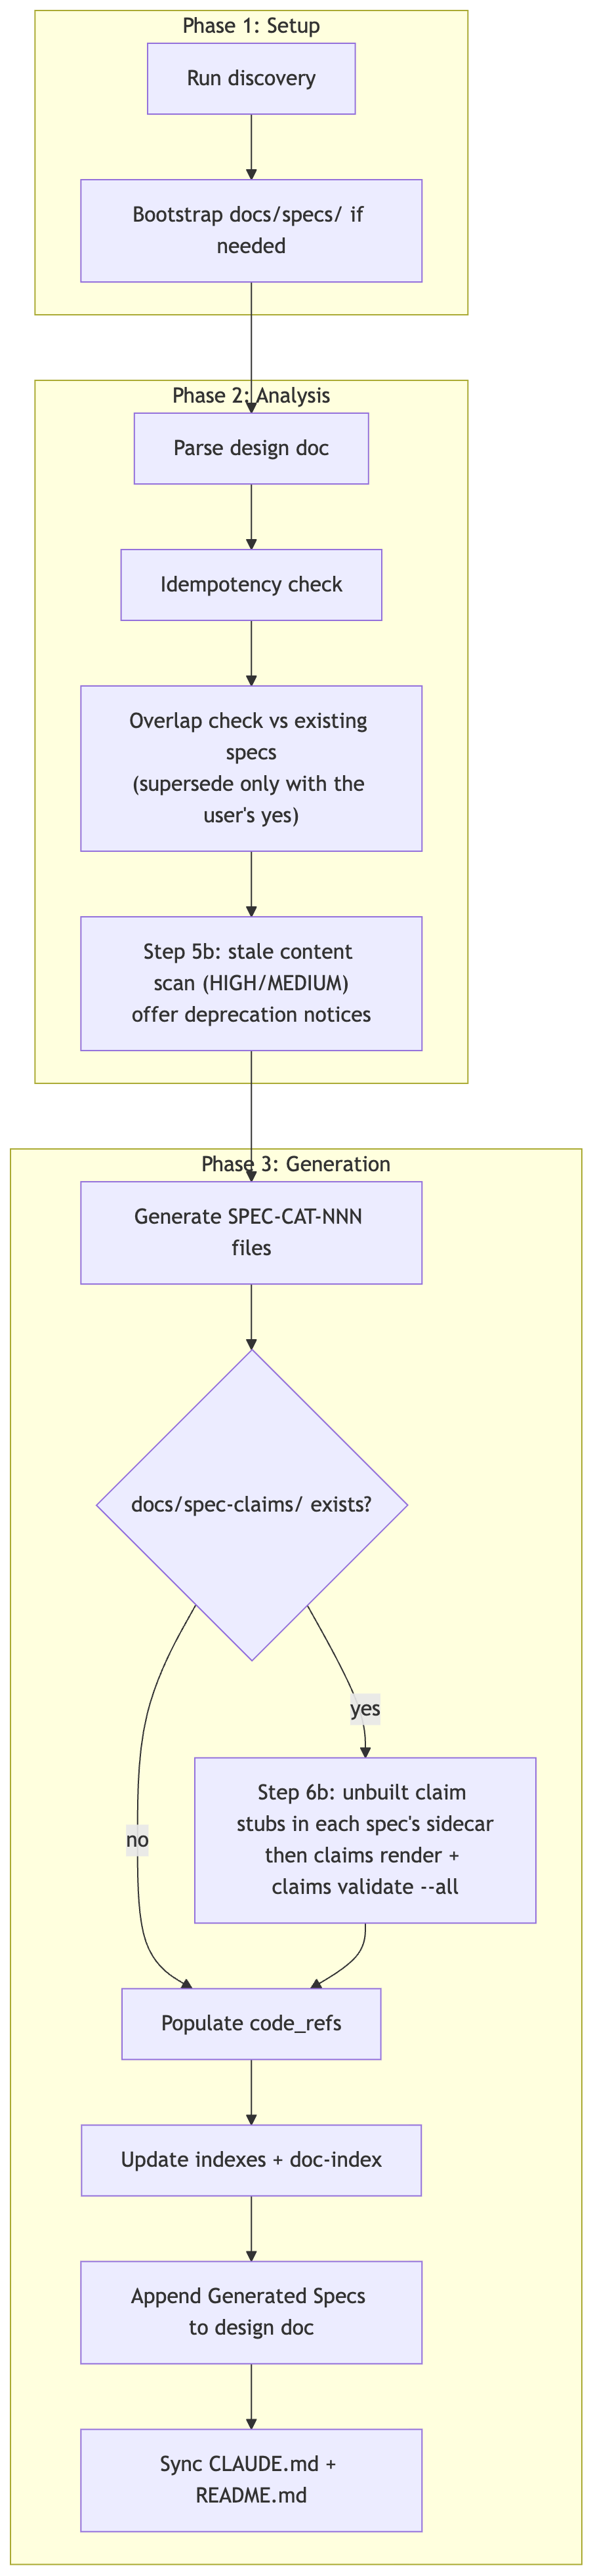 Phase 1: Setup
Run discovery
Bootstrap docs/specs/ if
needed
Phase 2: Analysis
Parse design doc
Idempotency check
Overlap check vs existing
specs
(supersede only with the
user's yes)
Step 5b: stale content
scan (HIGH/MEDIUM)
offer deprecation notices
Phase 3: Generation
Generate SPEC-CAT-NNN
files
docs/spec-claims/ exists?
yes
Step 6b: unbuilt claim
stubs in each spec's sidecar
then claims render +
claims validate --all
no
Populate code_refs
Update indexes + doc-index
Append Generated Specs
to design doc
Sync CLAUDE.md +
README.md